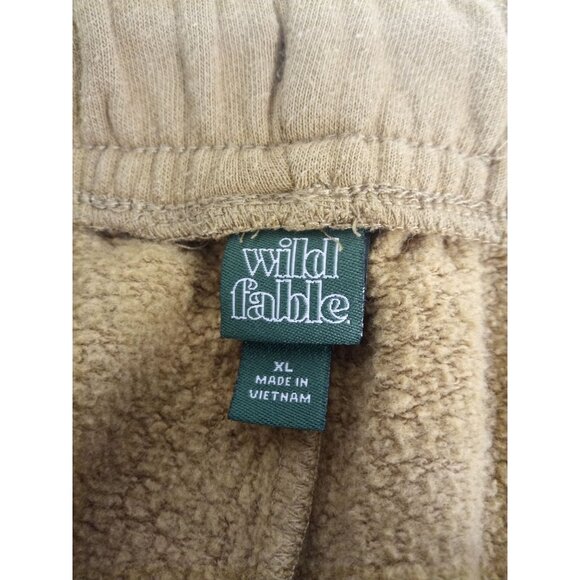 wild
fable.
XL
MADE IN
VIETNAM